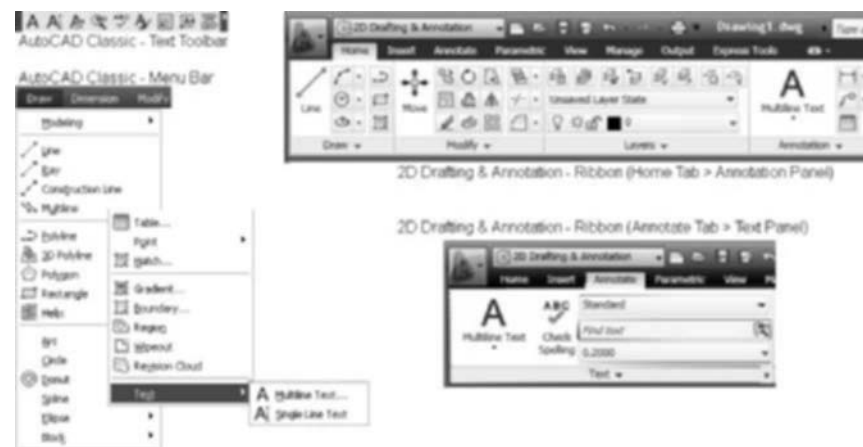 AutoCAD Classic - Text Toolbar
AutoCAD Classic - Menu Bar
Draw Dimension Modify
Modeling
Line
Ray
Construction Line
Multiline
Polyline
3D Polyline
Polygon
Rectangle
Helix
Arc
Circle
Donut
Spline
Ellipse
Block
Table...
Point
Hatch...
Gradient...
Boundary...
Region
Wipeout
Revision Cloud
Text
Multiline Text...
Single Line Text
2D Drafting & Annotation
Drawing1.dwg
Home Insert Annotate Parametric View Manage Output Express Tools
Line
Move
Unsaved Layer State
0
Multiline Text
Draw Modify Layers Annotation
2D Drafting & Annotation - Ribbon (Home Tab > Annotation Panel)
2D Drafting & Annotation - Ribbon (Annotate Tab > Text Panel)
2D Drafting & Annotation
Home Insert Annotate Parametric View
Multiline Text
ABC
Check
Spelling
Standard
Find text
0.2000
Text